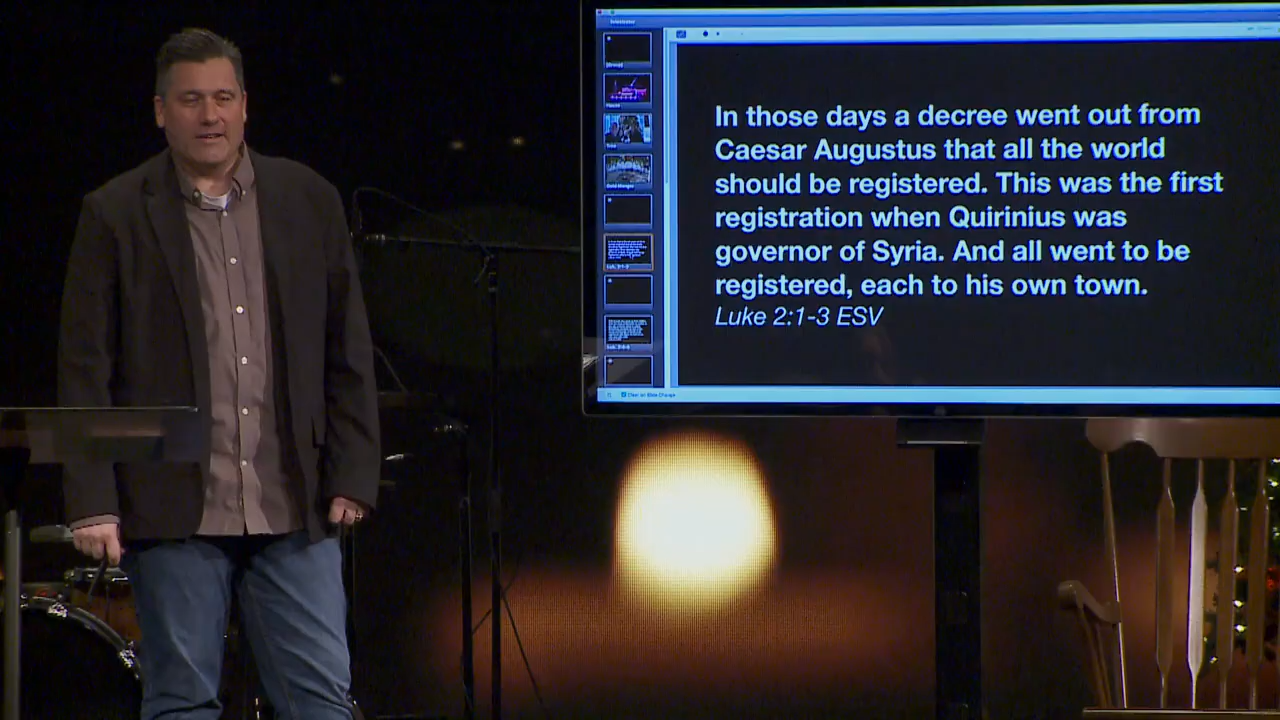 In those days a decree went out from
Caesar Augustus that all the world
should be registered. This was the first
registration when Quirinius was
governor of Syria. And all went to be
registered, each to his own town.
Luke 2:1-3 ESV